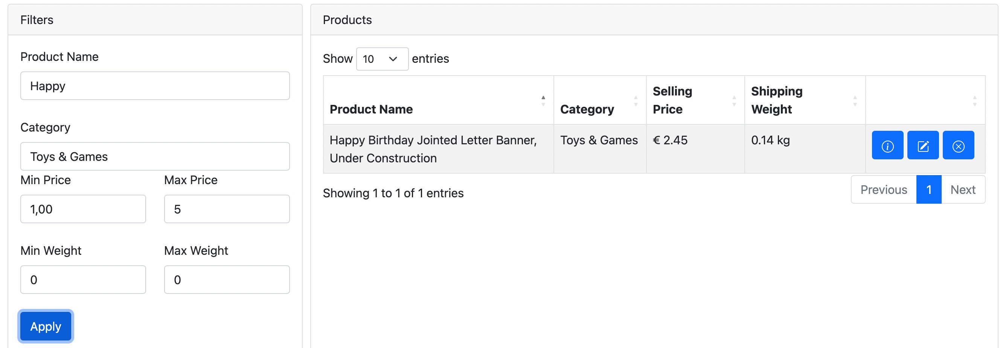 Filters
Product Name
Happy
Category
Toys & Games
Min Price
Max Price
1,00
5
Min Weight
Max Weight
0
0
Apply
Products
Show 10 entries
Product Name
Category
Selling
Price
Shipping
Weight
Happy Birthday Jointed Letter Banner,
Under Construction
Toys & Games
€ 2.45
0.14 kg
Showing 1 to 1 of 1 entries
Previous
1
Next